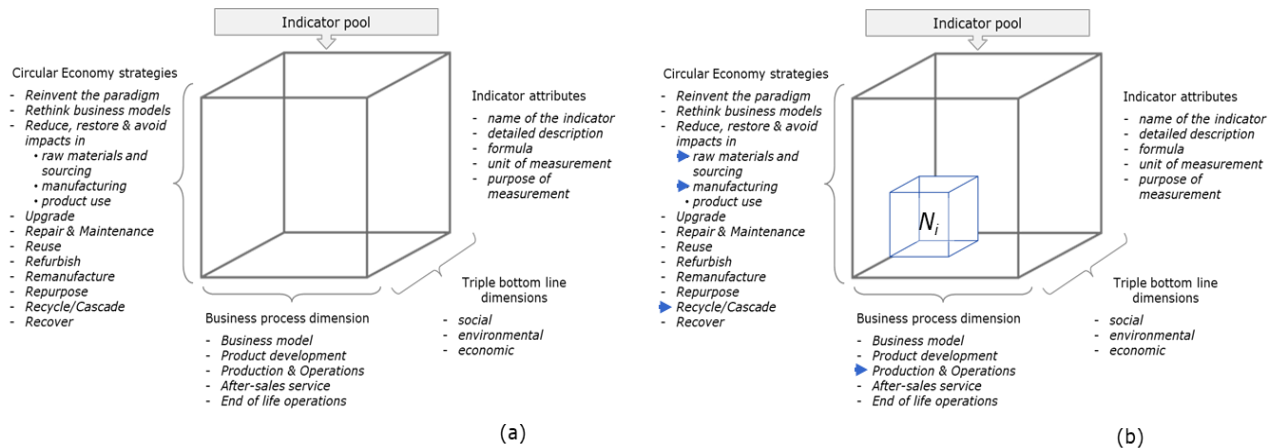 Indicator pool
Circular Economy strategies
- Reinvent the paradigm
- Rethink business models
- Reduce, restore & avoid
impacts in
• raw materials and
sourcing
• manufacturing
• product use
- Upgrade
- Repair & Maintenance
- Reuse
- Refurbish
- Remanufacture
- Repurpose
- Recycle/Cascade
- Recover
Indicator attributes
- name of the indicator
- detailed description
- formula
- unit of measurement
- purpose of
measurement
Triple bottom line
dimensions
- social
- environmental
- economic
Business process dimension
- Business model
- Product development
- Production & Operations
- After-sales service
- End of life operations
(a)
Indicator pool
Circular Economy strategies
- Reinvent the paradigm
- Rethink business models
- Reduce, restore & avoid
impacts in
raw materials and
sourcing
manufacturing
• product use
- Upgrade
- Repair & Maintenance
- Reuse
- Refurbish
- Remanufacture
- Repurpose
Recycle/Cascade
- Recover
Ni
Indicator attributes
- name of the indicator
- detailed description
- formula
- unit of measurement
- purpose of
measurement
Triple bottom line
dimensions
- social
- environmental
- economic
Business process dimension
- Business model
- Product development
Production & Operations
- After-sales service
- End of life operations
(b)